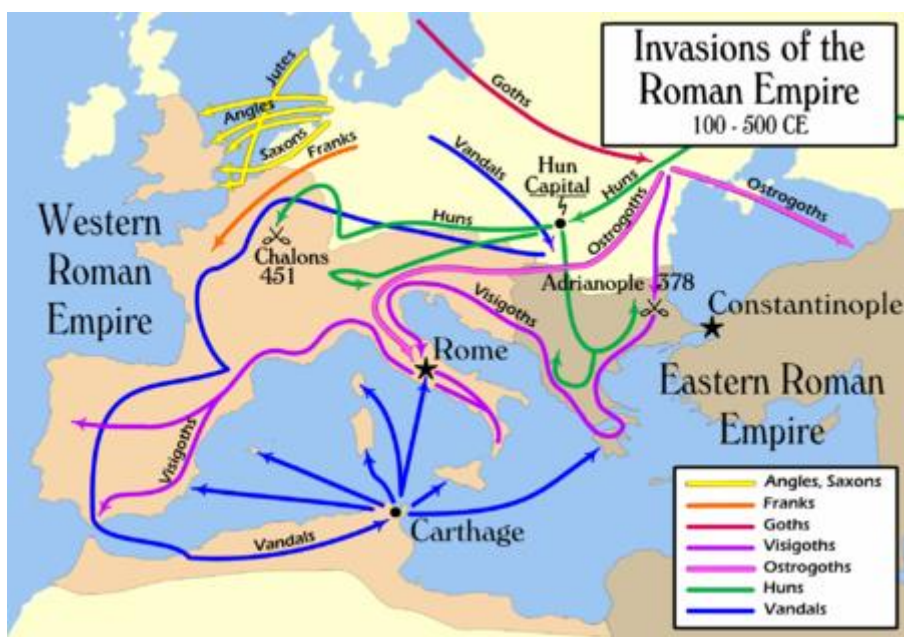 Invasions of the
Roman Empire
100 - 500 CE
Jutes
Angles
Saxons
Franks
Goths
Vandals
Hun
Capital
Huns
Huns
Ostrogoths
Ostrogoths
Western
Roman
Empire
Chalons
451
Adrianople 378
Visigoths
Constantinople
Rome
Eastern Roman
Empire
Visigoths
Vandals
Carthage
Angles, Saxons
Franks
Goths
Visigoths
Ostrogoths
Huns
Vandals